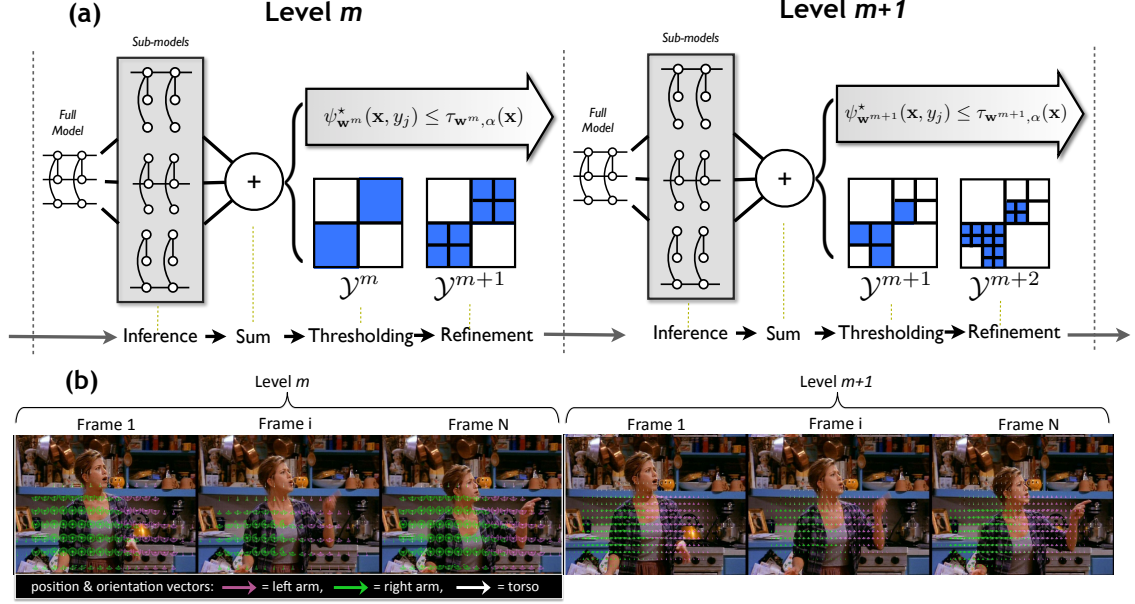 (a)
Level m
Level m+1
Sub-models
Sub-models
Full
Model
Full
Model
ψ⋆wm(x, yj) ≤ τwm,α(x)
ψ⋆wm+1(x, yj) ≤ τwm+1,α(x)
+
+
𝒴m
𝒴m+1
𝒴m+1
𝒴m+2
Inference
Sum
Thresholding
Refinement
Inference
Sum
Thresholding
Refinement
(b)
Level m
Level m+1
Frame 1
Frame i
Frame N
Frame 1
Frame i
Frame N
position & orientation vectors: = left arm, = right arm, = torso